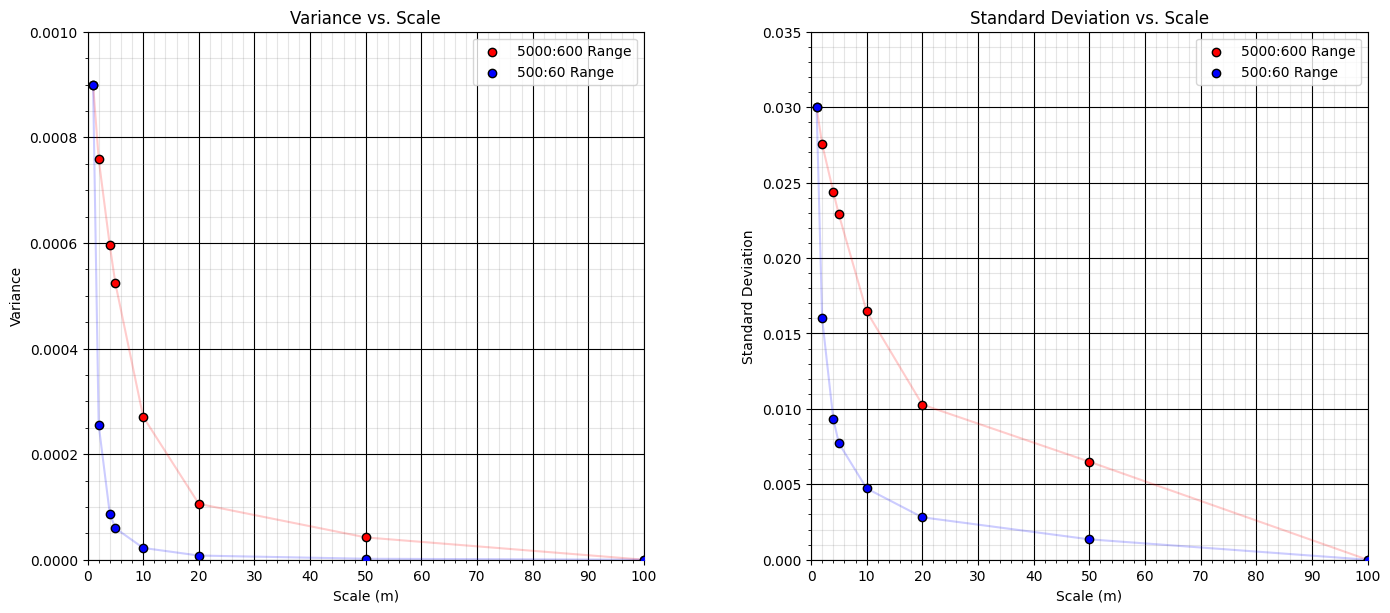 Variance vs. Scale
5000:600 Range
500:60 Range
0.0010
0.0008
0.0006
0.0004
0.0002
0.0000
Variance
0 10 20 30 40 50 60 70 80 90 100
Scale (m)
Standard Deviation vs. Scale
5000:600 Range
500:60 Range
0.035
0.030
0.025
0.020
0.015
0.010
0.005
0.000
Standard Deviation
0 10 20 30 40 50 60 70 80 90 100
Scale (m)